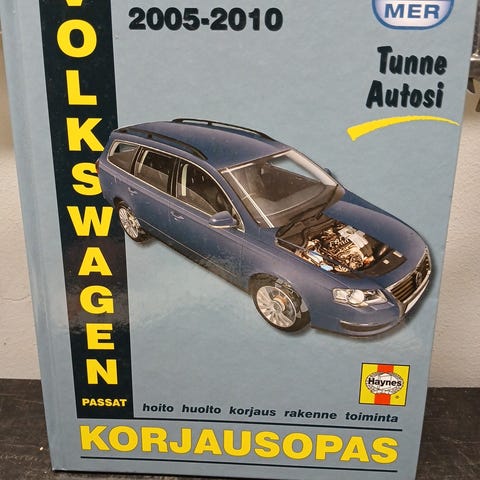 VOLKSWAGEN
PASSAT
2005-2010
MER
Tunne
Autosi
Haynes
hoito huolto korjaus rakenne toiminta
KORJAUSOPAS